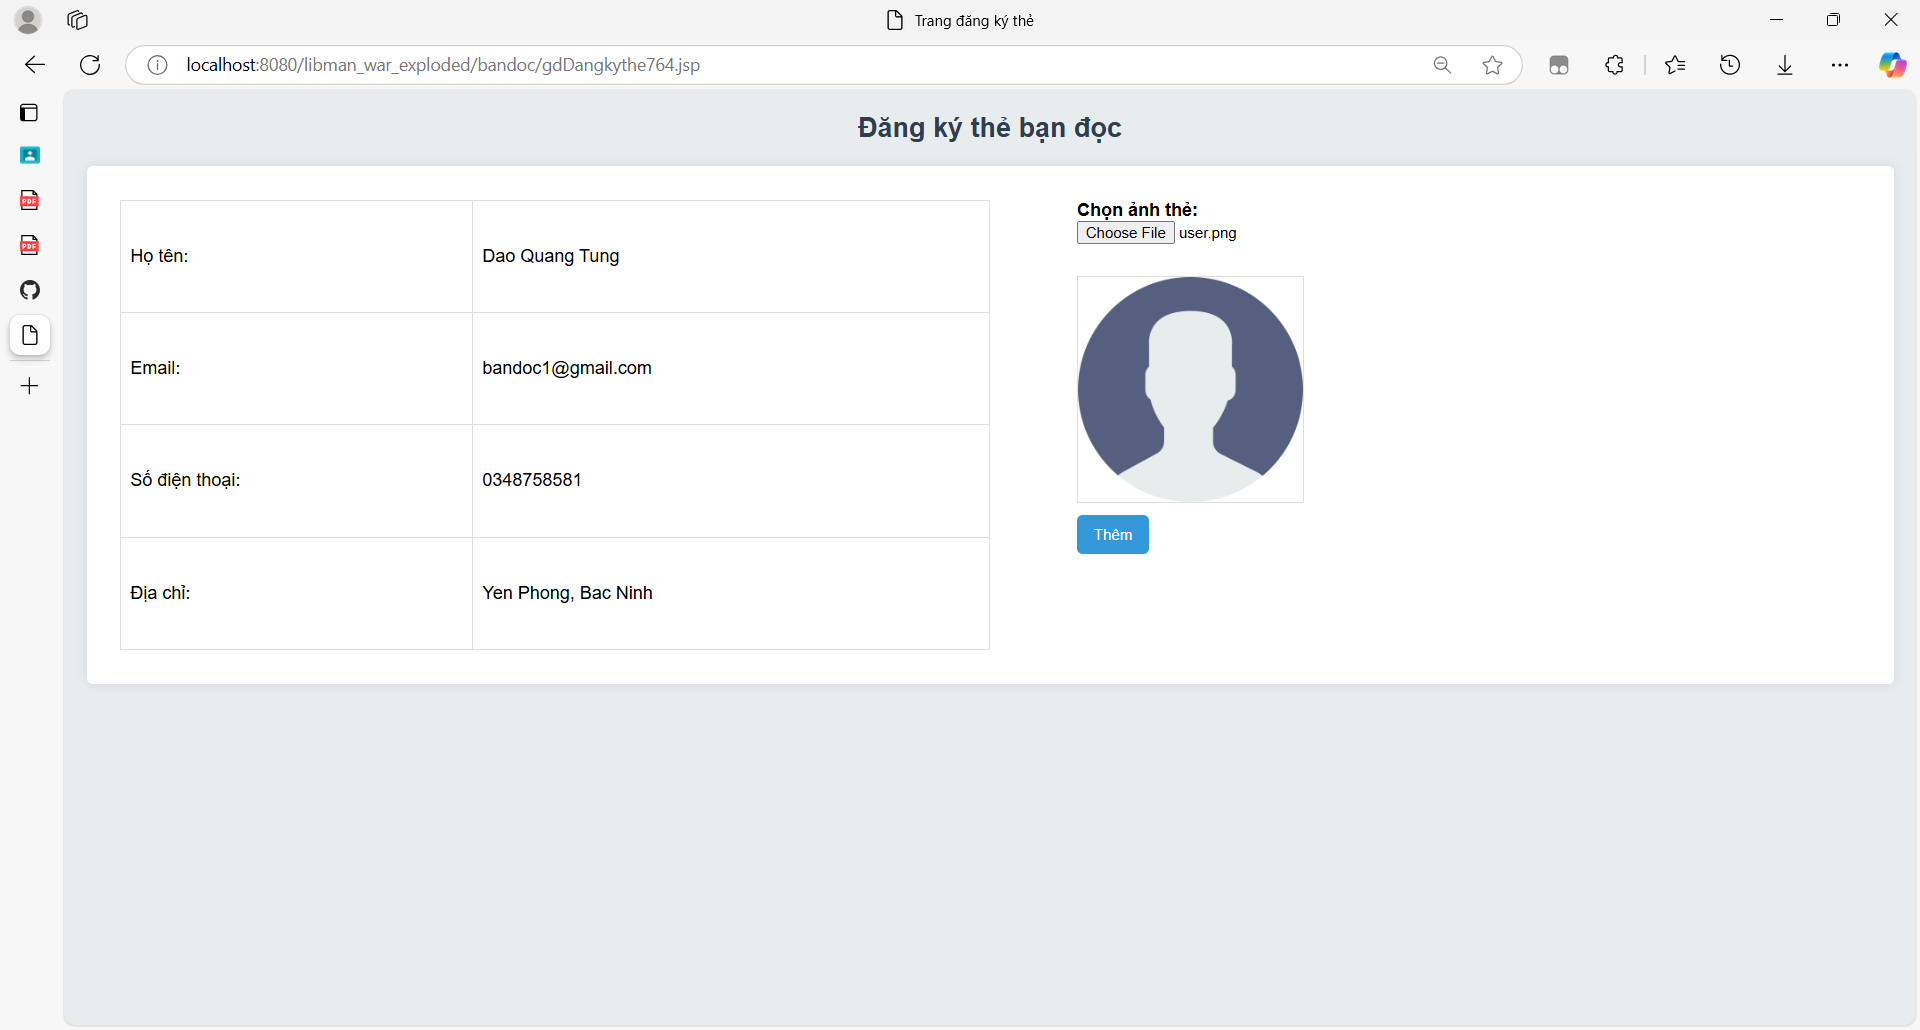 Trang đăng ký thẻ
localhost:8080/libman_war_exploded/bandoc/gdDangkythe764.jsp
Đăng ký thẻ bạn đọc
Họ tên: Dao Quang Tung
Email: bandoc1@gmail.com
Số điện thoại: 0348758581
Địa chỉ: Yen Phong, Bac Ninh
Chọn ảnh thẻ:
Choose File user.png
Thêm
PDF
PDF